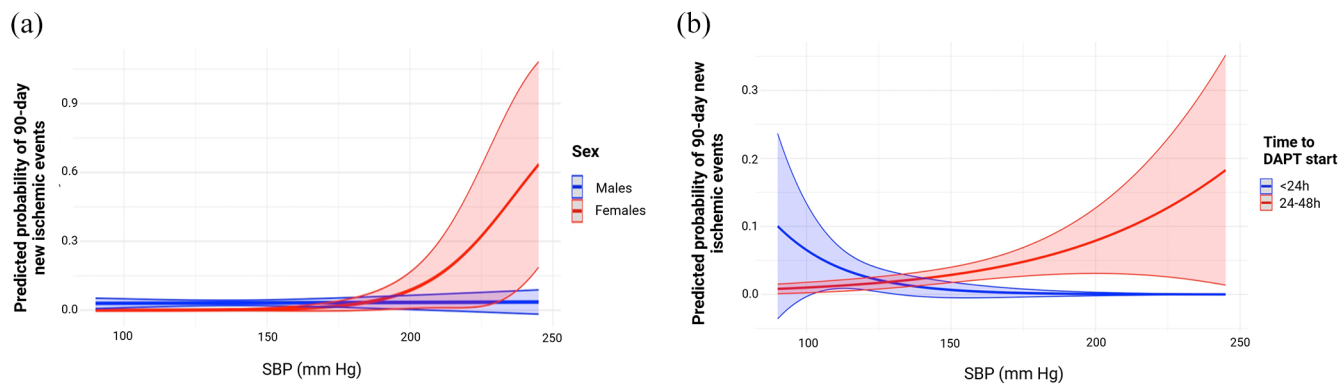 (a)
Predicted probability of 90-day
new ischemic events
0.9
0.6
0.3
0.0
100
150
200
250
SBP (mm Hg)
Sex
Males
Females
(b)
Predicted probability of 90-day new
ischemic events
0.3
0.2
0.1
0.0
100
150
200
250
SBP (mm Hg)
Time to
DAPT start
<24h
24-48h